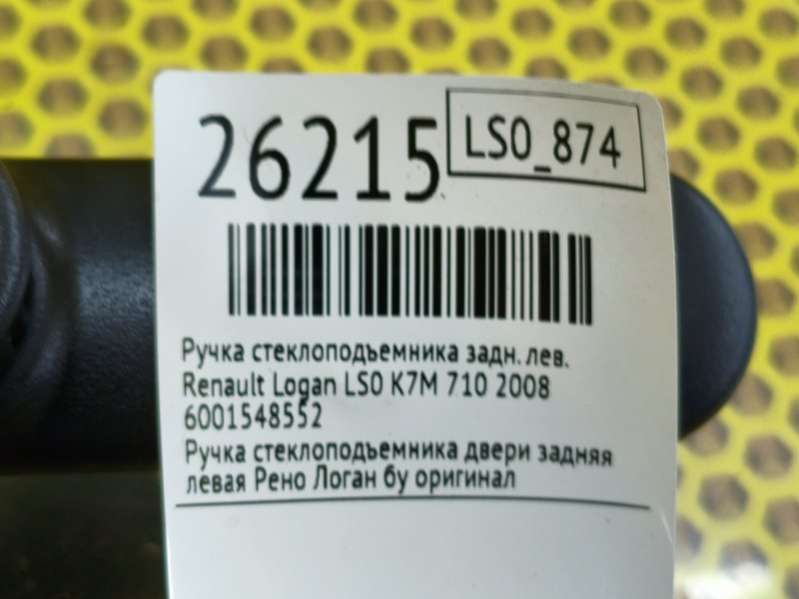 26215
LS0_874
Ручка стеклоподъемника задн. лев.
Renault Logan LS0 K7M 710 2008
6001548552
Ручка стеклоподъемника двери задняя
левая Рено Логан бу оригинал